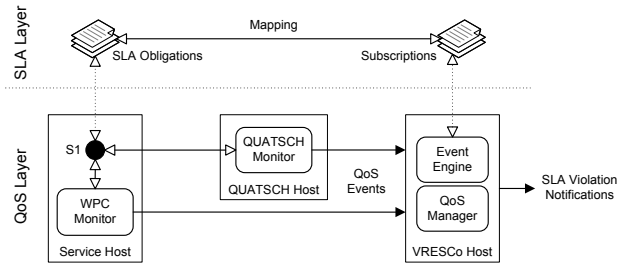 SLA Layer
Mapping
SLA Obligations
Subscriptions
QoS Layer
S1
WPC
Monitor
Service Host
QUATSCH
Monitor
QUATSCH Host
QoS
Events
Event
Engine
QoS
Manager
VRESCo Host
SLA Violation
Notifications